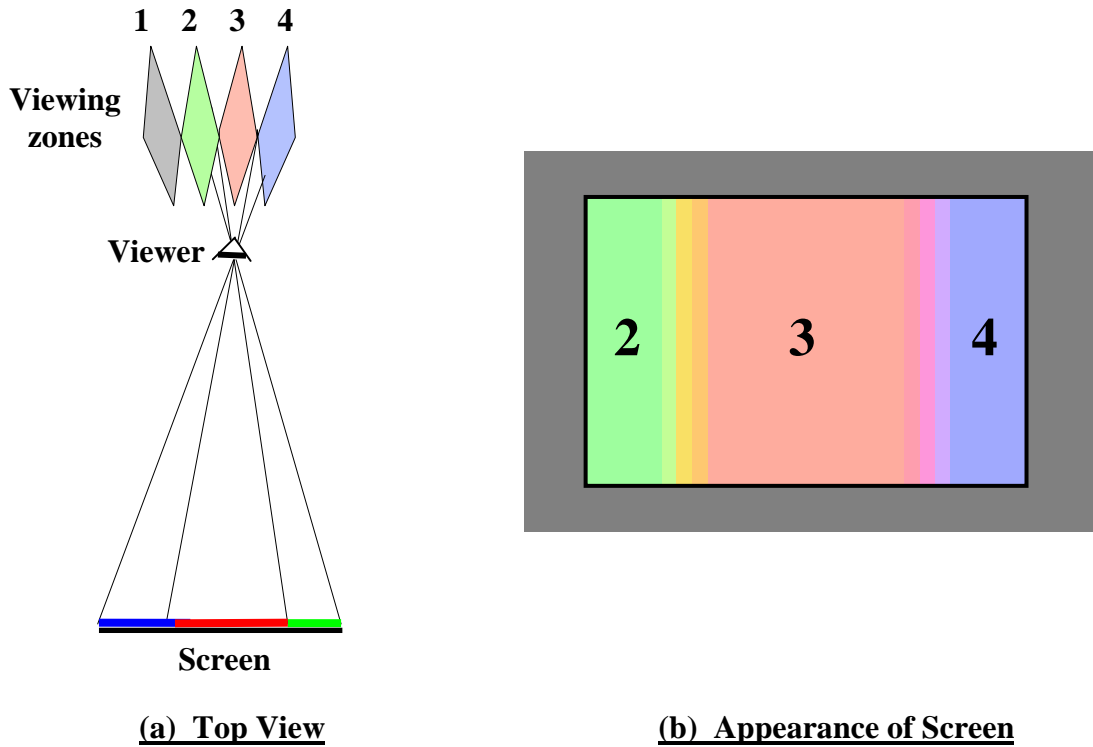 1 2 3 4
Viewing
zones
Viewer
Screen
(a) Top View
2 3 4
(b) Appearance of Screen